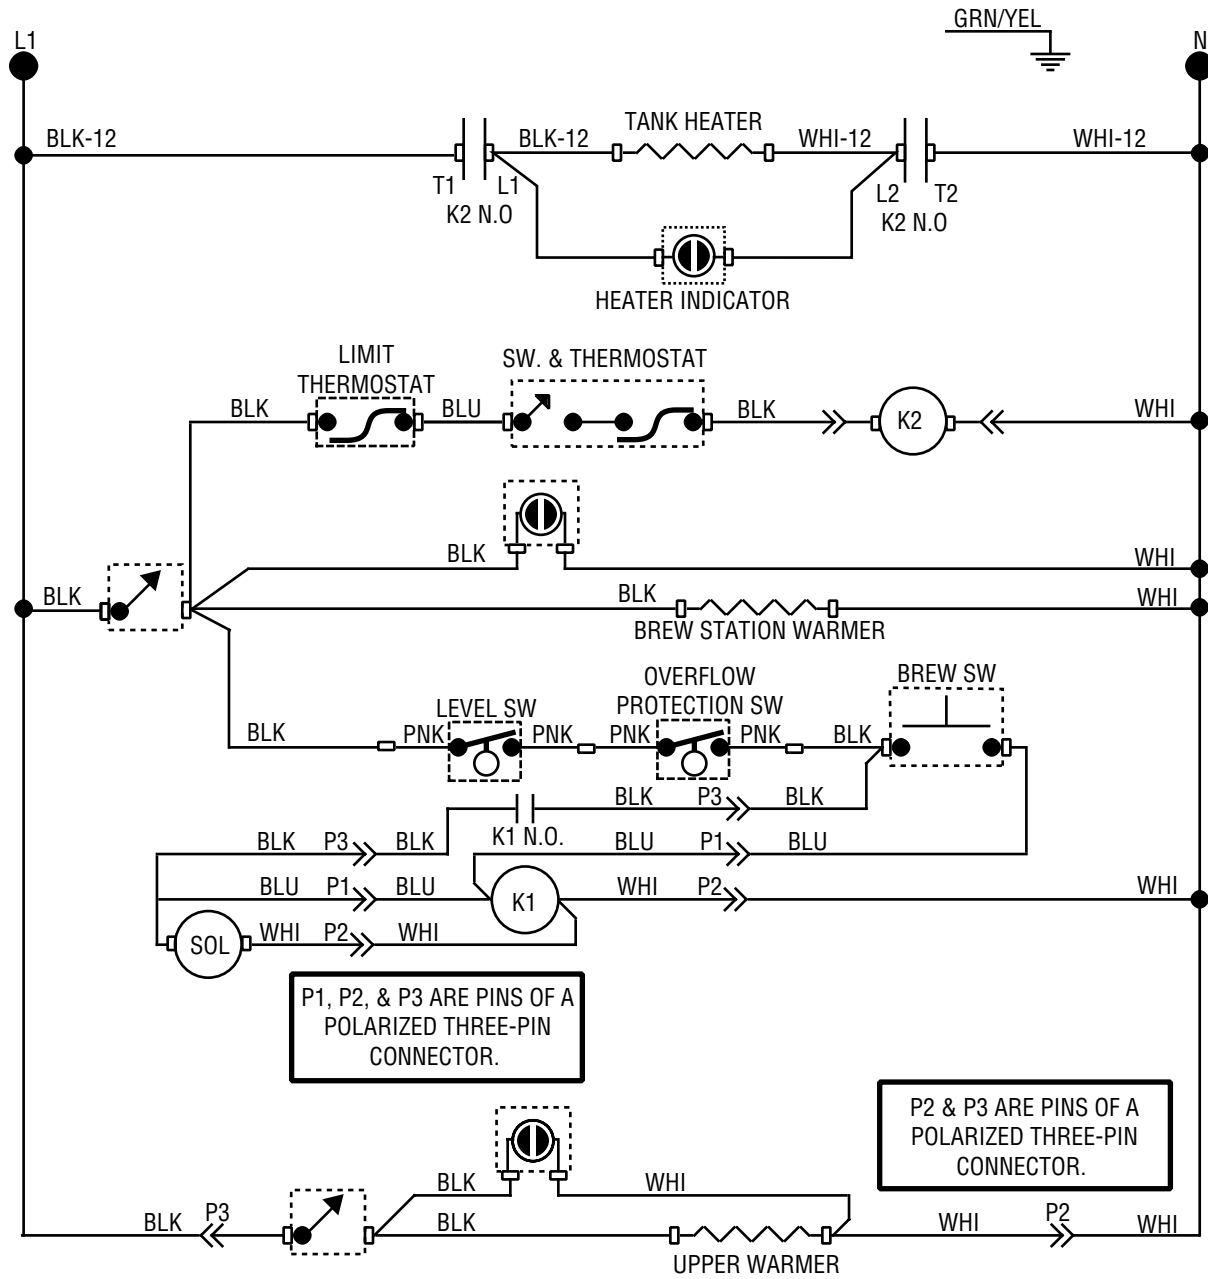 GRN/YEL
L1
N
BLK-12
BLK-12
TANK HEATER
WHI-12
WHI-12
T1
L1
K2 N.O
L2
T2
K2 N.O
HEATER INDICATOR
LIMIT
THERMOSTAT
SW. & THERMOSTAT
BLK
BLU
BLK
K2
WHI
BLK
WHI
BLK
BLK
WHI
BREW STATION WARMER
OVERFLOW
PROTECTION SW
BREW SW
LEVEL SW
BLK
PNK
PNK
PNK
PNK
BLK
BLK
P3
BLK
K1 N.O.
BLK
P3
BLK
BLU
P1
BLU
BLU
P1
BLU
K1
WHI
P2
WHI
SOL
WHI
P2
WHI
P1, P2, & P3 ARE PINS OF A
POLARIZED THREE-PIN
CONNECTOR.
P2 & P3 ARE PINS OF A
POLARIZED THREE-PIN
CONNECTOR.
BLK
WHI
BLK
P3
BLK
WHI
P2
WHI
UPPER WARMER